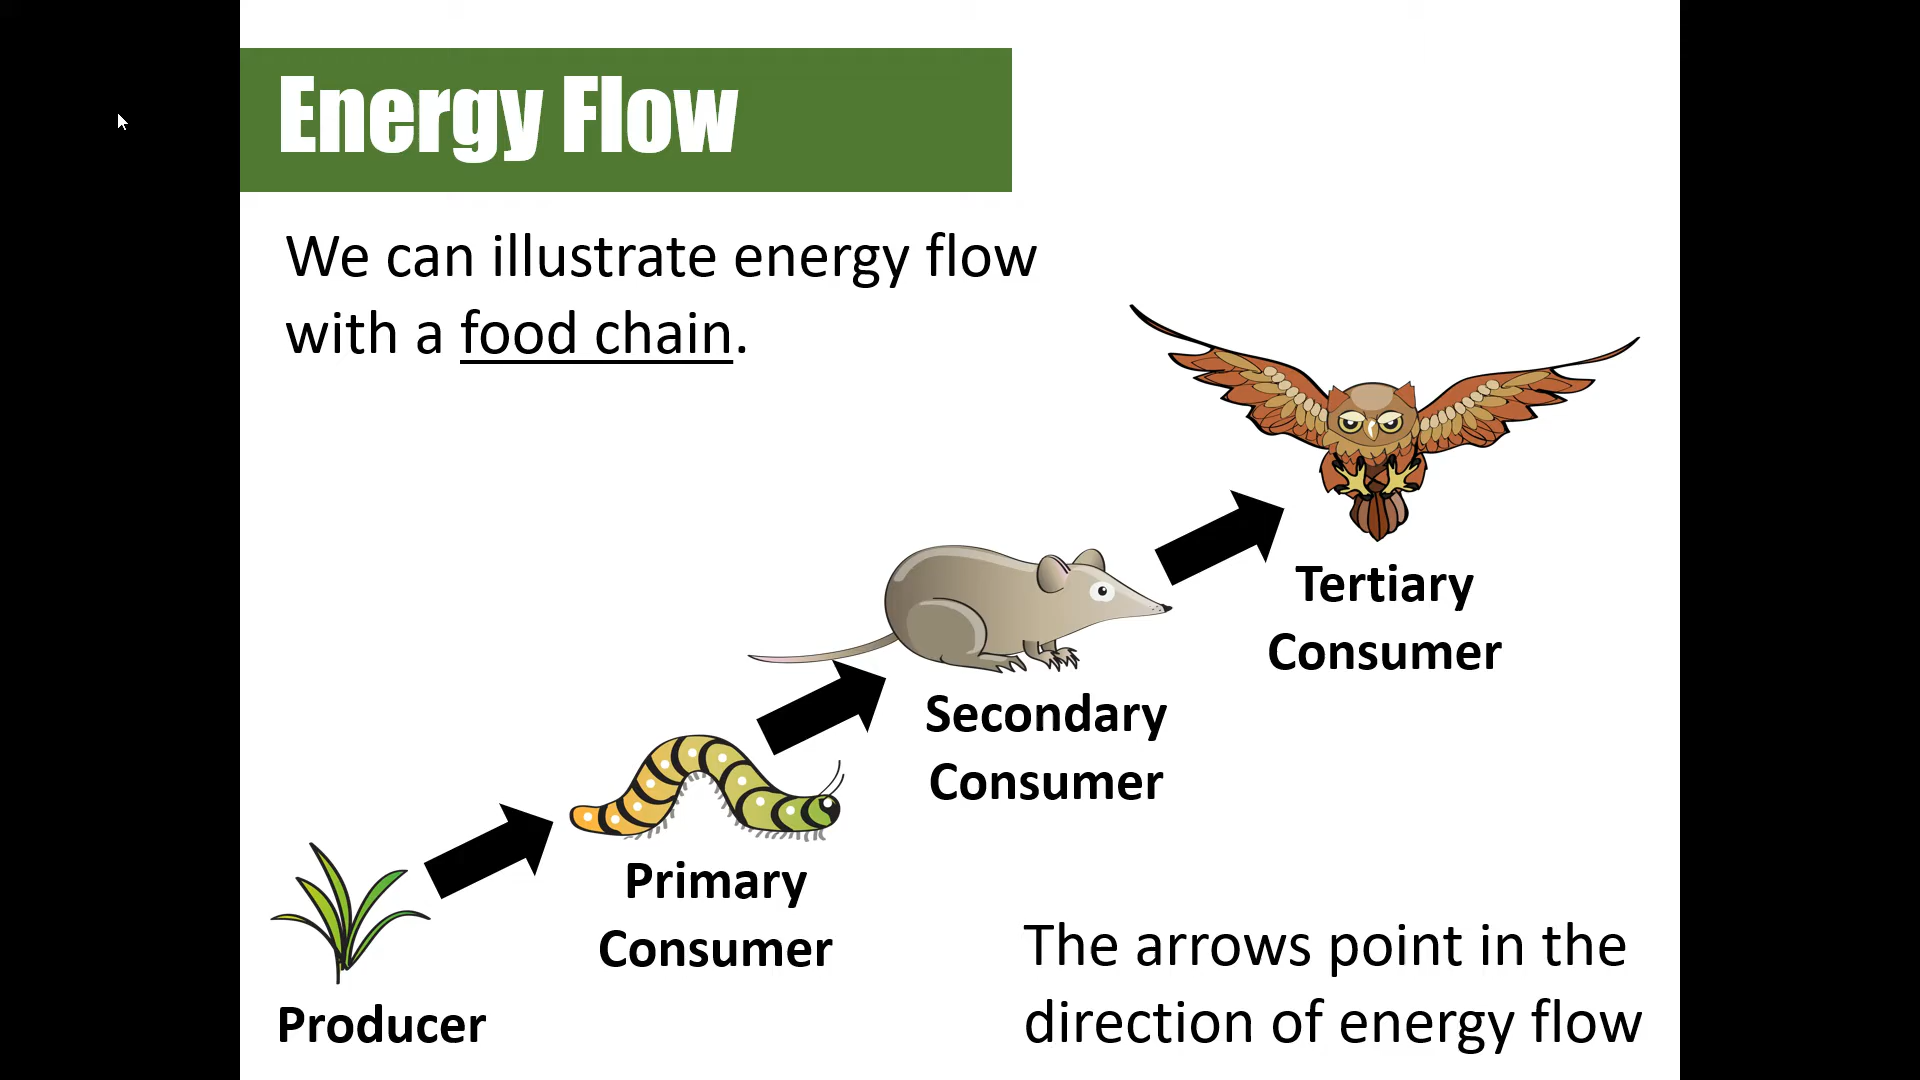 Energy Flow
We can illustrate energy flow
with a food chain.
Tertiary
Consumer
Secondary
Consumer
Primary
Consumer
Producer
The arrows point in the
direction of energy flow